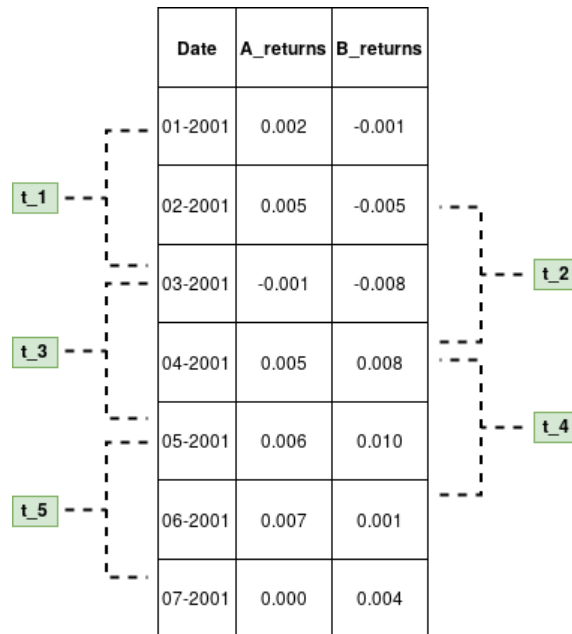 Date A_returns B_returns
01-2001 0.002 -0.001
t_1
02-2001 0.005 -0.005
t_2
03-2001 -0.001 -0.008
t_3
04-2001 0.005 0.008
t_4
05-2001 0.006 0.010
t_5
06-2001 0.007 0.001
07-2001 0.000 0.004